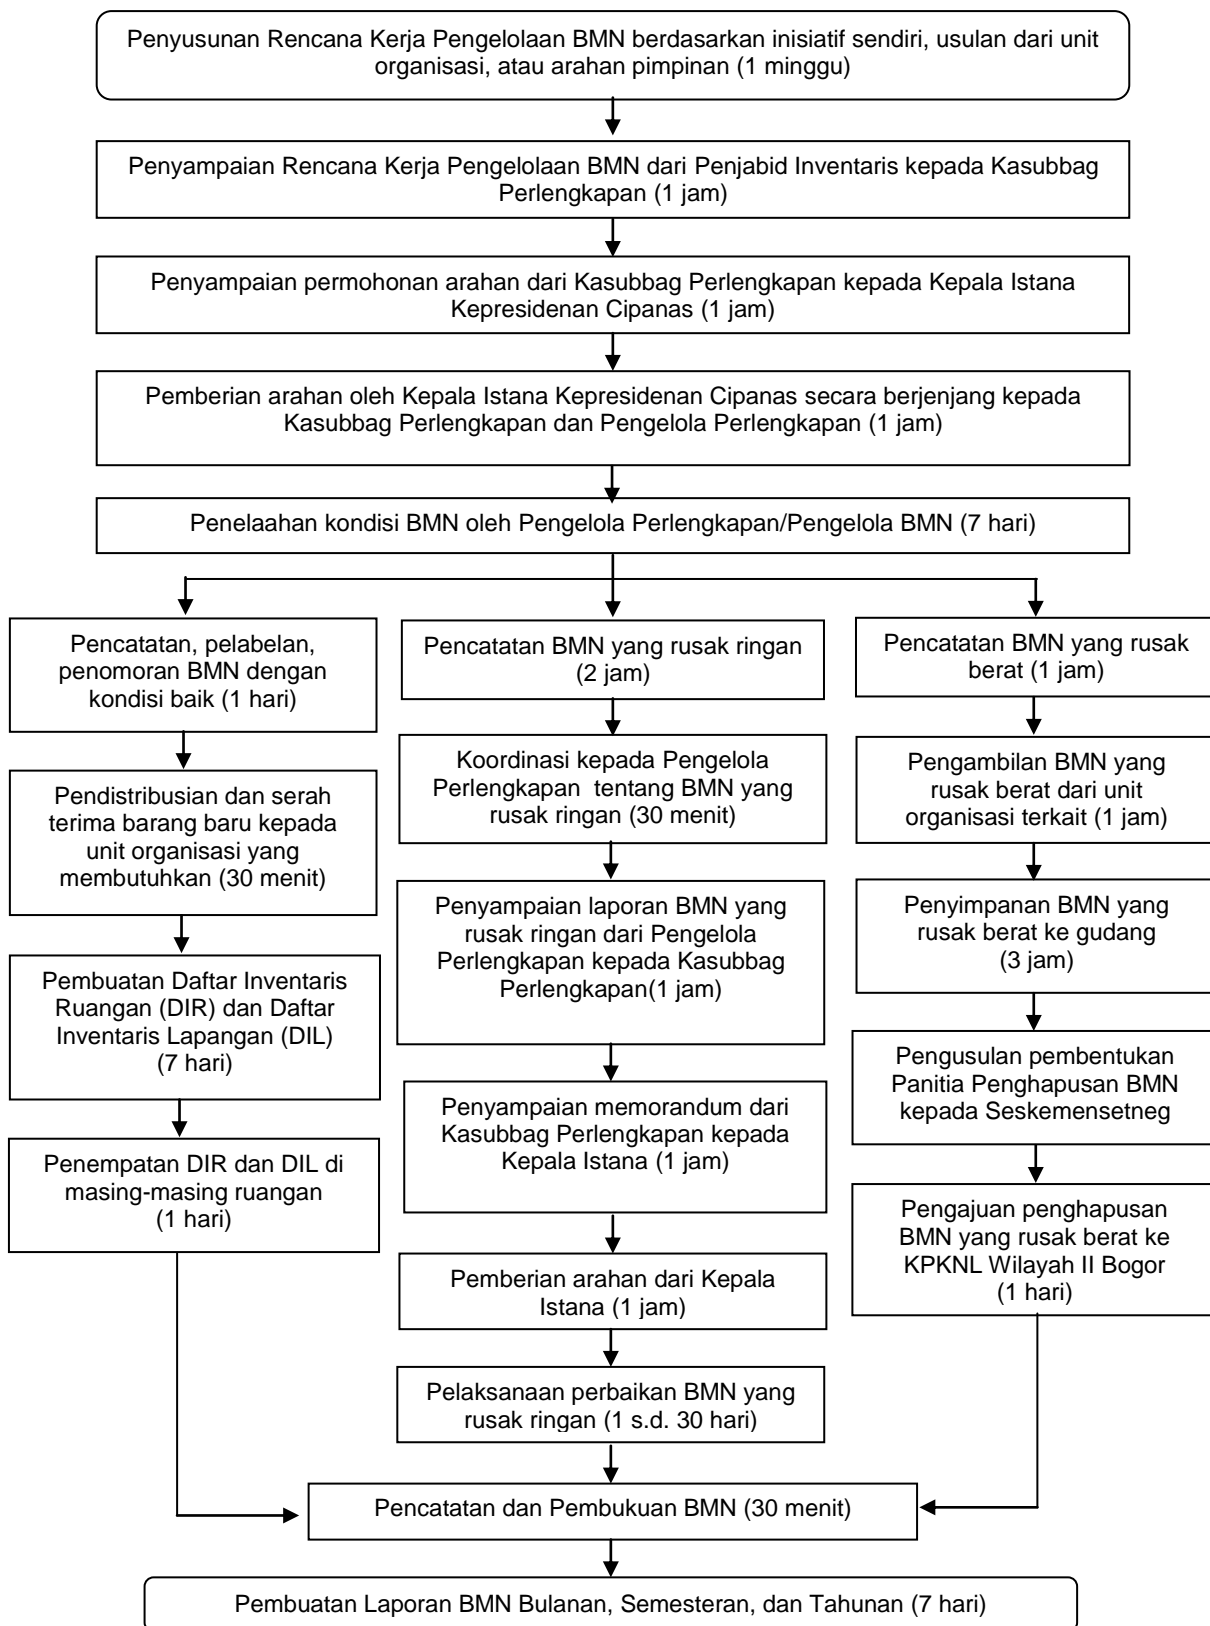 Penyusunan Rencana Kerja Pengelolaan BMN berdasarkan inisiatif sendiri, usulan dari unit
organisasi, atau arahan pimpinan (1 minggu)
Penyampaian Rencana Kerja Pengelolaan BMN dari Penjabid Inventaris kepada Kasubbag
Perlengkapan (1 jam)
Penyampaian permohonan arahan dari Kasubbag Perlengkapan kepada Kepala Istana
Kepresidenan Cipanas (1 jam)
Pemberian arahan oleh Kepala Istana Kepresidenan Cipanas secara berjenjang kepada
Kasubbag Perlengkapan dan Pengelola Perlengkapan (1 jam)
Penelaahan kondisi BMN oleh Pengelola Perlengkapan/Pengelola BMN (7 hari)
Pencatatan, pelabelan,
penomoran BMN dengan
kondisi baik (1 hari)
Pendistribusian dan serah
terima barang baru kepada
unit organisasi yang
membutuhkan (30 menit)
Pembuatan Daftar Inventaris
Ruangan (DIR) dan Daftar
Inventaris Lapangan (DIL)
(7 hari)
Penempatan DIR dan DIL di
masing-masing ruangan
(1 hari)
Pencatatan BMN yang rusak ringan
(2 jam)
Koordinasi kepada Pengelola
Perlengkapan tentang BMN yang
rusak ringan (30 menit)
Penyampaian laporan BMN yang
rusak ringan dari Pengelola
Perlengkapan kepada Kasubbag
Perlengkapan(1 jam)
Penyampaian memorandum dari
Kasubbag Perlengkapan kepada
Kepala Istana (1 jam)
Pemberian arahan dari Kepala
Istana (1 jam)
Pelaksanaan perbaikan BMN yang
rusak ringan (1 s.d. 30 hari)
Pencatatan BMN yang rusak
berat (1 jam)
Pengambilan BMN yang
rusak berat dari unit
organisasi terkait (1 jam)
Penyimpanan BMN yang
rusak berat ke gudang
(3 jam)
Pengusulan pembentukan
Panitia Penghapusan BMN
kepada Seskemensetneg
Pengajuan penghapusan
BMN yang rusak berat ke
KPKNL Wilayah II Bogor
(1 hari)
Pencatatan dan Pembukuan BMN (30 menit)
Pembuatan Laporan BMN Bulanan, Semesteran, dan Tahunan (7 hari)